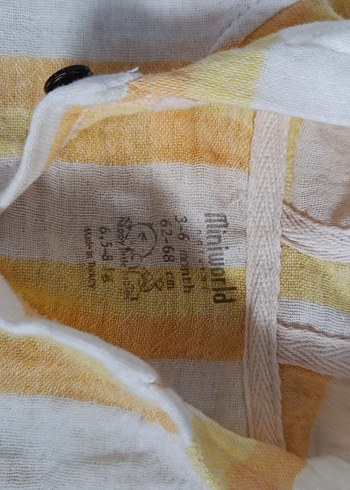 Miniworld
3-6 month
62-68 cm
6,5-8 kg
Made in Turkey